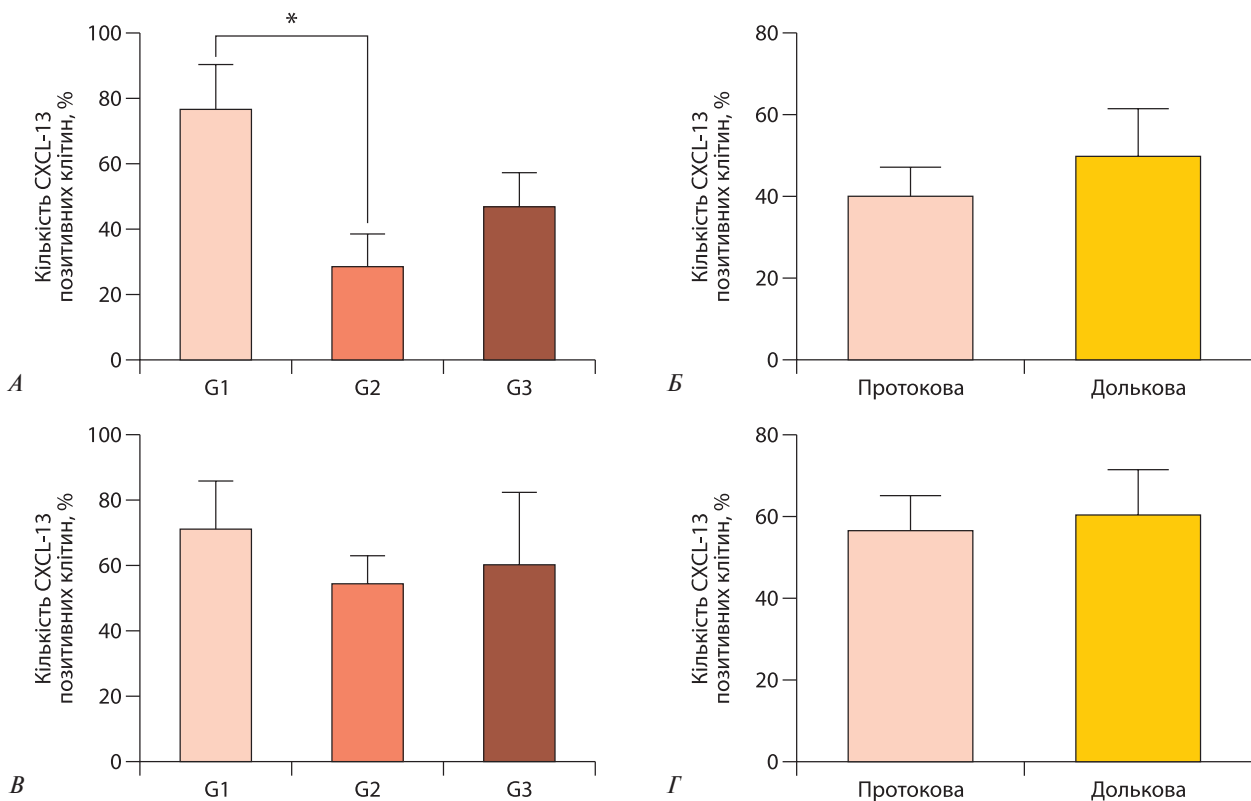 *
Кількість CXCL-13
позитивних клітин, %
100
80
60
40
20
0
G1
G2
G3
А
Кількість CXCL-13
позитивних клітин, %
80
60
40
20
0
Протокова
Долькова
Б
Кількість CXCL-13
позитивних клітин, %
100
80
60
40
20
0
G1
G2
G3
В
Кількість CXCL-13
позитивних клітин, %
80
60
40
20
0
Протокова
Долькова
Г